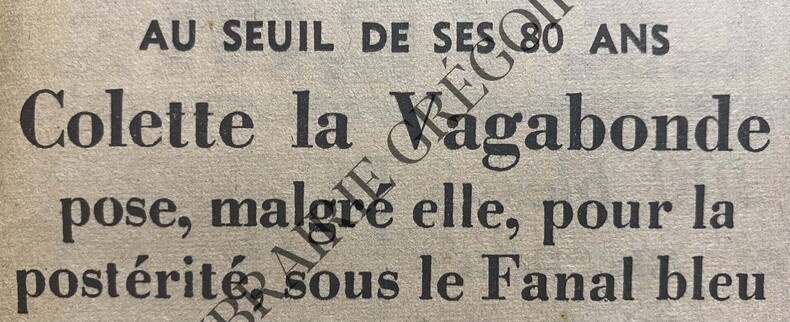 AU SEUIL DE SES 80 ANS
Colette la Vagabonde
pose, malgré elle, pour la
postérité, sous le Fanal bleu